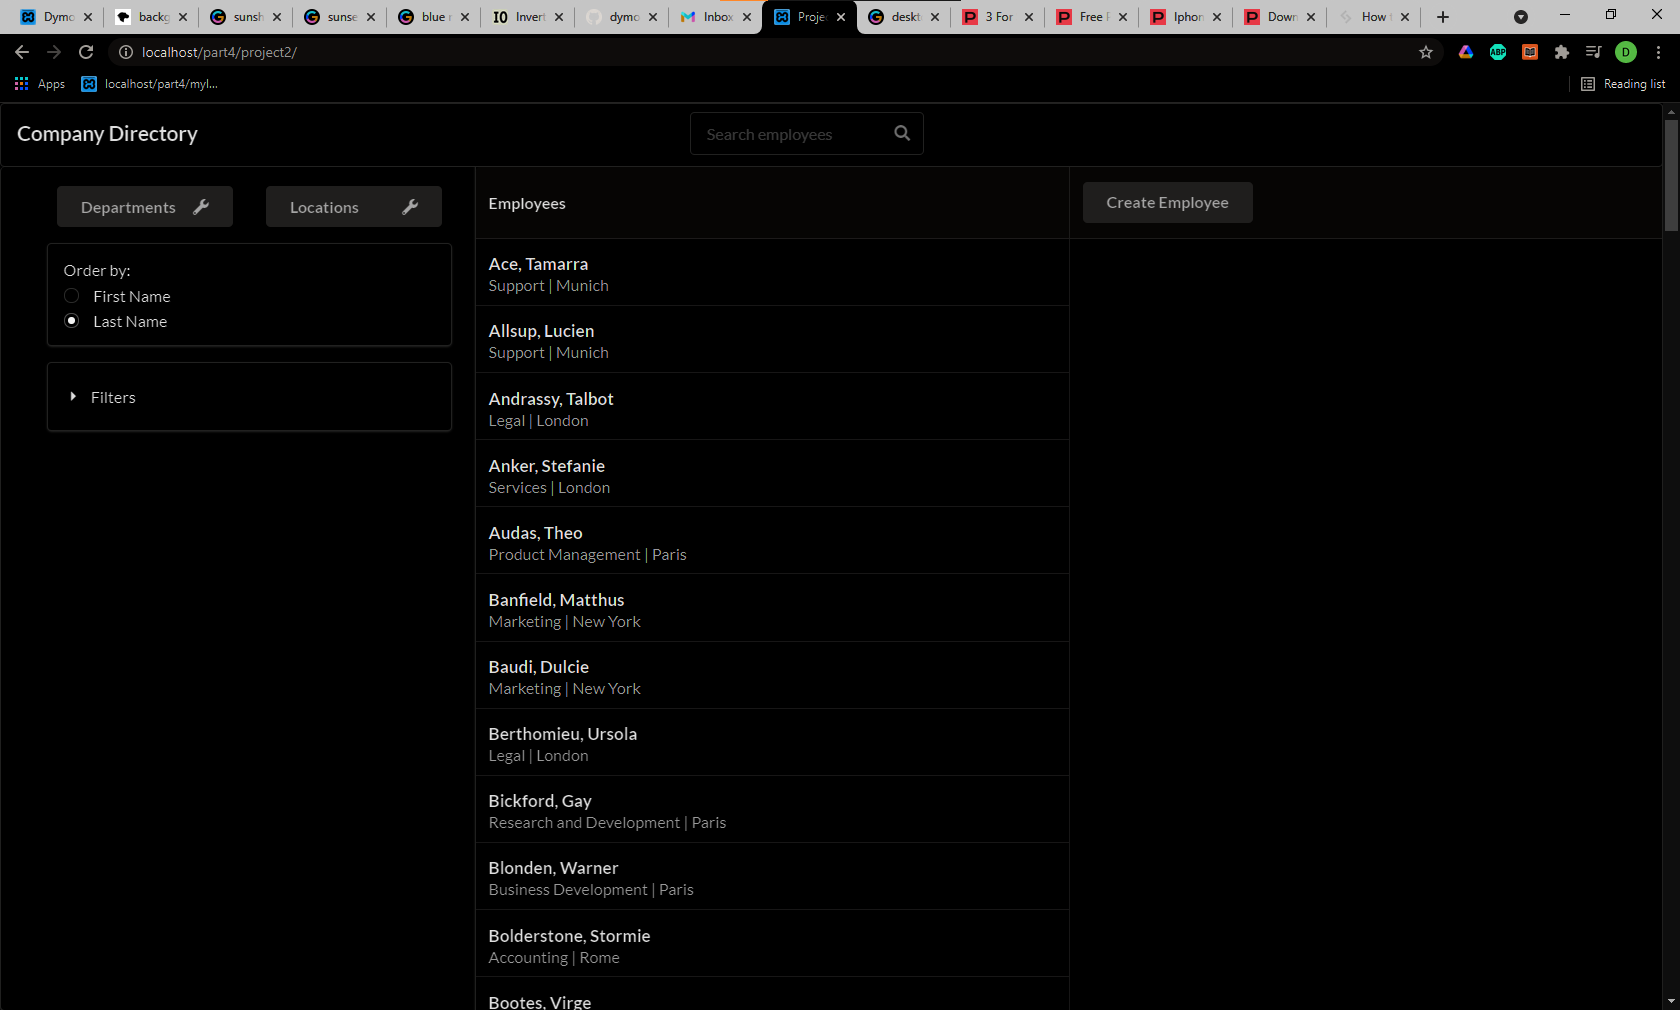 Dymo
backg
sunsh
sunse
blue r
Invert
dymo
Inbox
Projec
deskt
3 For
Free P
Iphon
Down
How t
localhost/part4/project2/
ABP
D
Apps
localhost/part4/myl...
Reading list
Company Directory
Search employees
Departments
Locations
Employees
Create Employee
Order by:
First Name
Last Name
Filters
Ace, Tamarra
Support | Munich
Allsup, Lucien
Support | Munich
Andrassy, Talbot
Legal | London
Anker, Stefanie
Services | London
Audas, Theo
Product Management | Paris
Banfield, Matthus
Marketing | New York
Baudi, Dulcie
Marketing | New York
Berthomieu, Ursola
Legal | London
Bickford, Gay
Research and Development | Paris
Blonden, Warner
Business Development | Paris
Bolderstone, Stormie
Accounting | Rome
Bootes, Virge